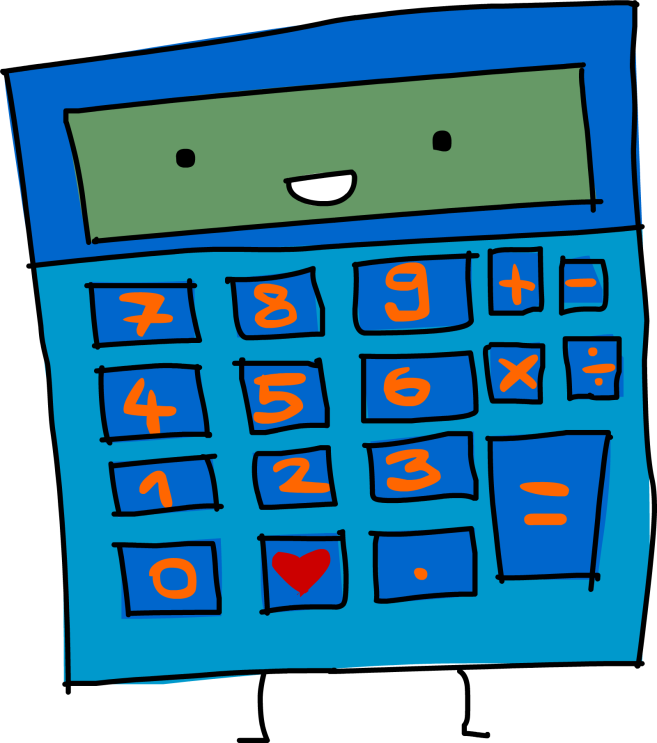 7 8 9 + -
4 5 6 × ÷
1 2 3 =
0 ♥ .